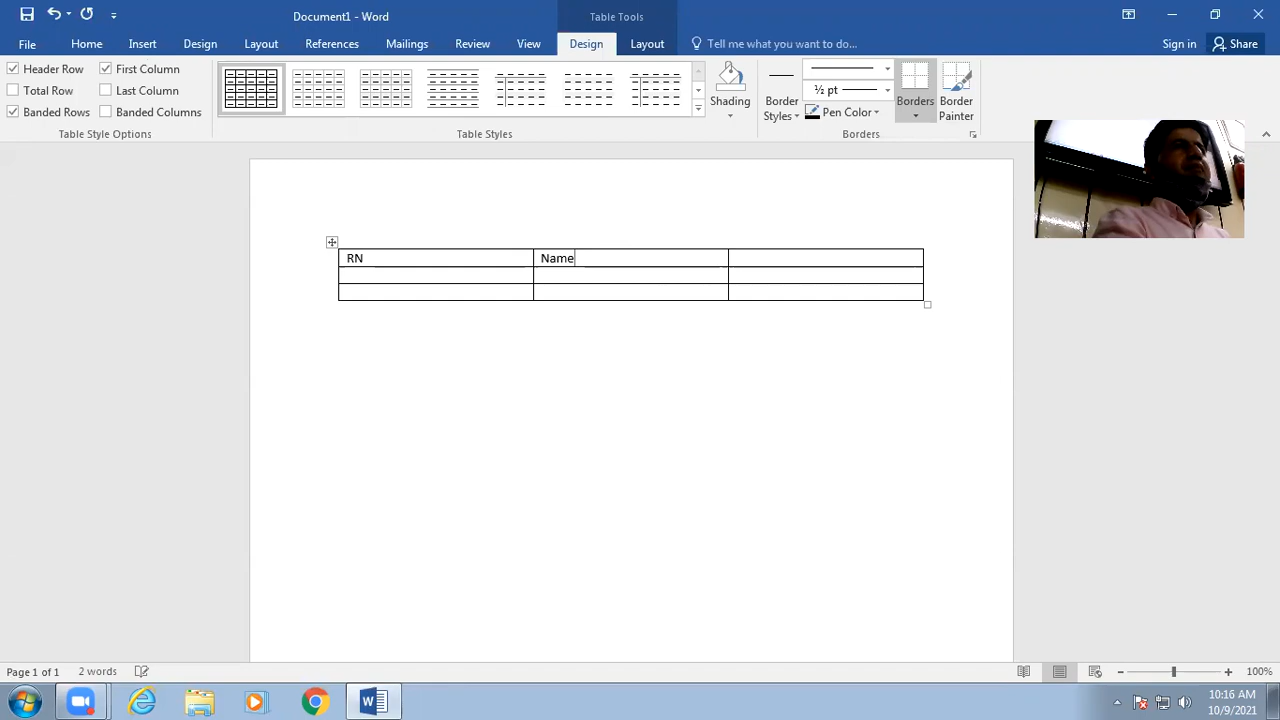 Document1 - Word
Table Tools
File Home Insert Design Layout References Mailings Review View Design Layout Tell me what you want to do... Sign in Share
Header Row First Column
Total Row Last Column
Banded Rows Banded Columns
Table Style Options
Table Styles
Shading
Border Styles
½ pt
Pen Color
Borders
Border Painter
Borders
RN Name
Page 1 of 1 2 words 100%
10:16 AM
10/9/2021